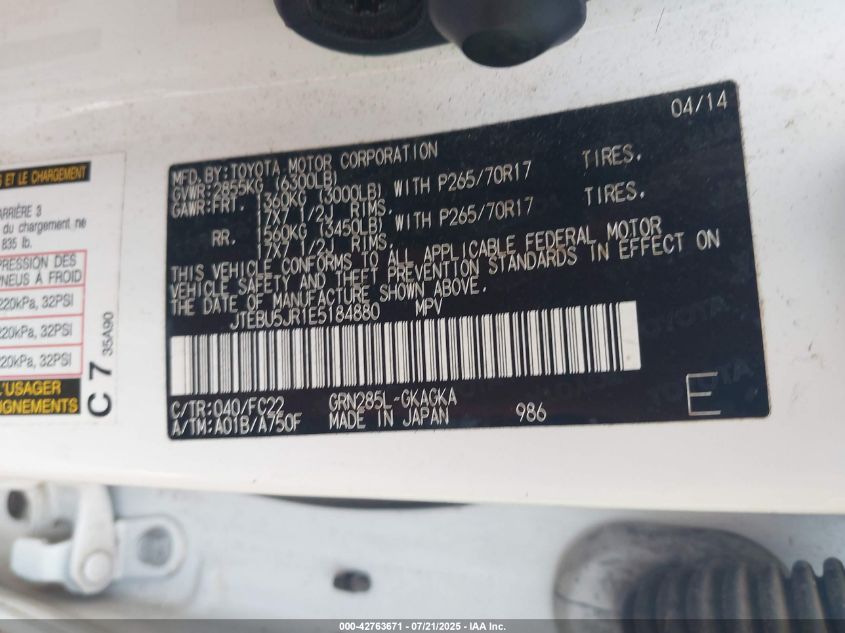 04/14
MFD.BY:TOYOTA MOTOR CORPORATION
GVWR:2855KG (6300LB)
GAWR:FRT. 1360KG (3000LB) WITH P265/70R17 TIRES.
17X7 1/2J RIMS.
RR. 1560KG (3450LB) WITH P265/70R17 TIRES.
17X7 1/2J RIMS.
THIS VEHICLE CONFORMS TO ALL APPLICABLE FEDERAL MOTOR
VEHICLE SAFETY AND THEFT PREVENTION STANDARDS IN EFFECT ON
THE DATE OF MANUFACTURE SHOWN ABOVE.
JTEBU5JR1E5184880 MPV
C/TR:040/FC22 GRN285L-GKAGKA
A/TM:A01B/A750F MADE IN JAPAN 986
E
ET LE CHARGEMENT
ARRIÈRE 3
du chargement ne
835 lb.
PRESSION DES
PNEUS À FROID
220kPa, 32PSI
220kPa, 32PSI
220kPa, 32PSI
L'USAGER
IGNEMENTS
C 7 35A90
000-42763671 - 07/21/2025 - IAA Inc.